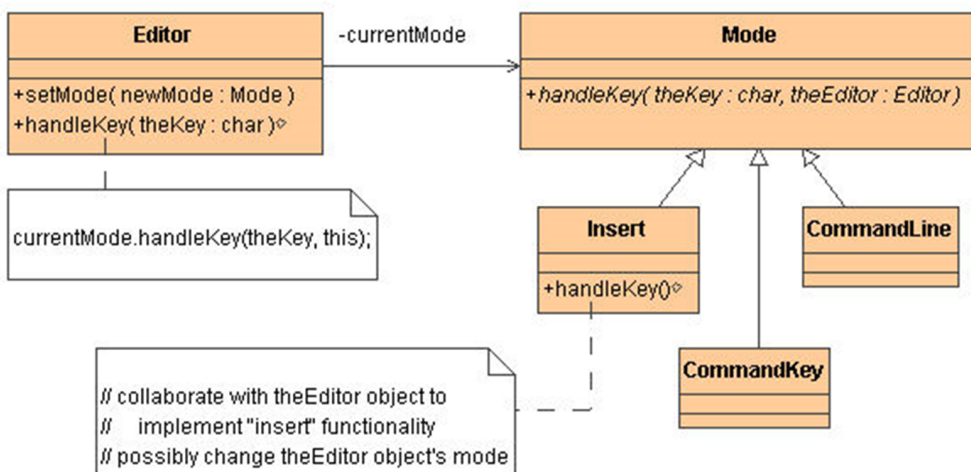 Editor
+setMode( newMode : Mode )
+handleKey( theKey : char )
-currentMode
Mode
+handleKey( theKey : char, theEditor : Editor )
currentMode.handleKey(theKey, this);
Insert
+handleKey()
CommandLine
CommandKey
// collaborate with theEditor object to
//    implement "insert" functionality
// possibly change theEditor object's mode